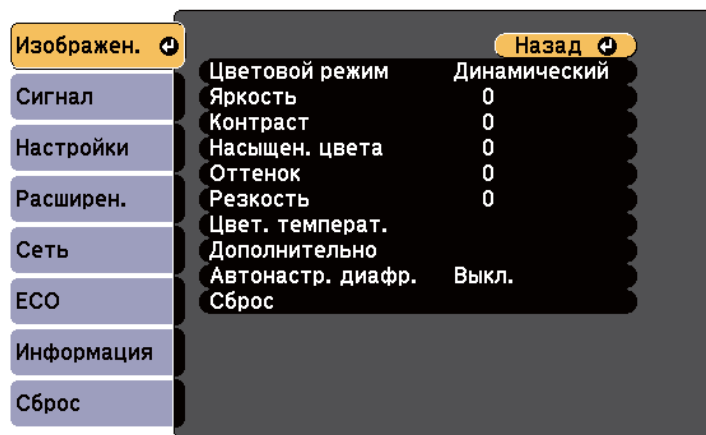 Изображен.
Сигнал
Настройки
Расширен.
Сеть
ECO
Информация
Сброс
Назад
Цветовой режим Динамический
Яркость 0
Контраст 0
Насыщен. цвета 0
Оттенок 0
Резкость 0
Цвет. температ.
Дополнительно
Автонастр. диафр. Выкл.
Сброс